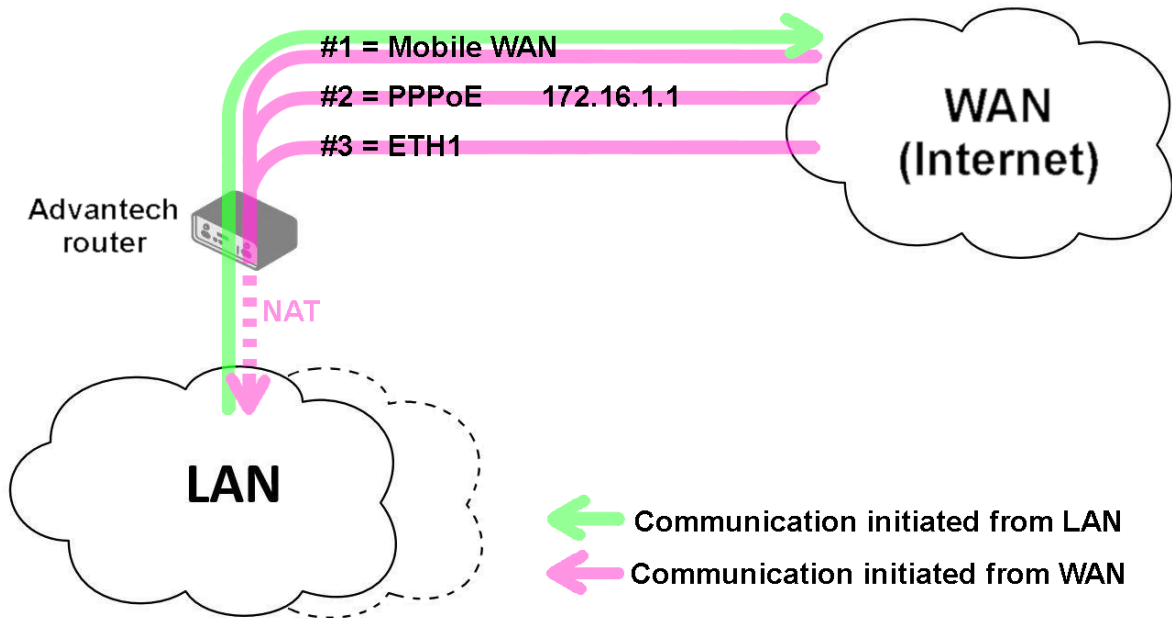 #1 = Mobile WAN
#2 = PPPoE 172.16.1.1
#3 = ETH1
WAN
(Internet)
Advantech
router
NAT
LAN
Communication initiated from LAN
Communication initiated from WAN